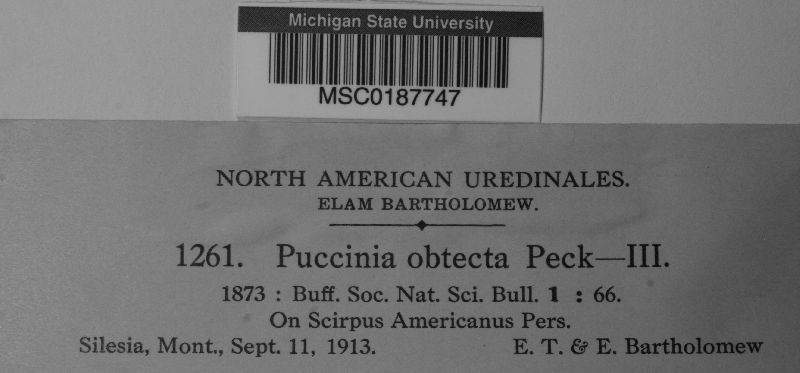 Michigan State University
MSC0187747
NORTH AMERICAN UREDINALES.
ELAM BARTHOLOMEW.
1261. Puccinia obtecta Peck—III.
1873 : Buff. Soc. Nat. Sci. Bull. 1 : 66.
On Scirpus Americanus Pers.
Silesia, Mont., Sept. 11, 1913. E. T. & E. Bartholomew